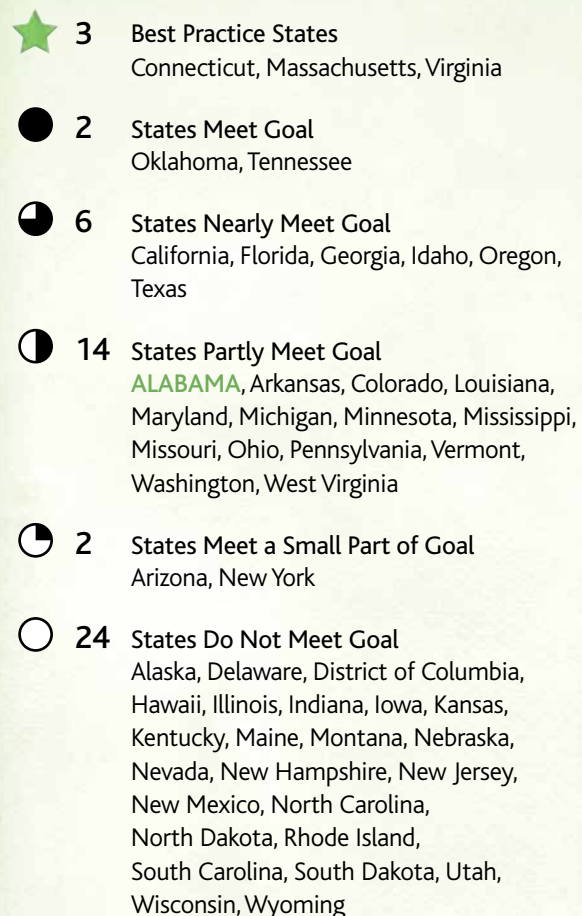 3 Best Practice States
Connecticut, Massachusetts, Virginia
2 States Meet Goal
Oklahoma, Tennessee
6 States Nearly Meet Goal
California, Florida, Georgia, Idaho, Oregon,
Texas
14 States Partly Meet Goal
ALABAMA, Arkansas, Colorado, Louisiana,
Maryland, Michigan, Minnesota, Mississippi,
Missouri, Ohio, Pennsylvania, Vermont,
Washington, West Virginia
2 States Meet a Small Part of Goal
Arizona, New York
24 States Do Not Meet Goal
Alaska, Delaware, District of Columbia,
Hawaii, Illinois, Indiana, Iowa, Kansas,
Kentucky, Maine, Montana, Nebraska,
Nevada, New Hampshire, New Jersey,
New Mexico, North Carolina,
North Dakota, Rhode Island,
South Carolina, South Dakota, Utah,
Wisconsin, Wyoming